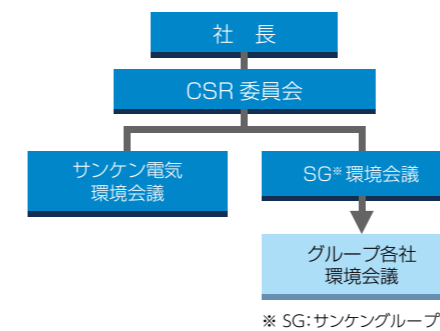 社 長
CSR 委員会
サンケン電気
環境会議
SG※環境会議
グループ各社
環境会議
※ SG：サンケングループ